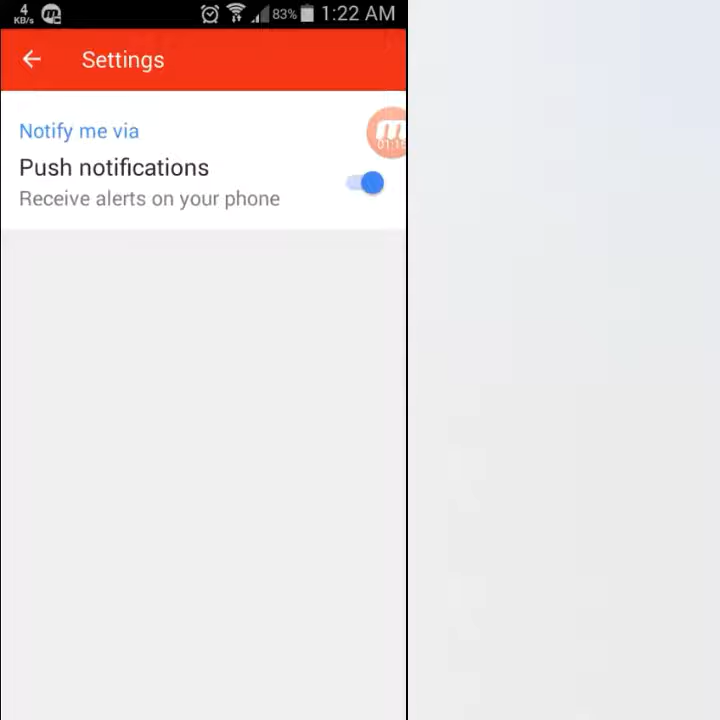 4
KB/s
83%
1:22 AM
Settings
Notify me via
Push notifications
Receive alerts on your phone